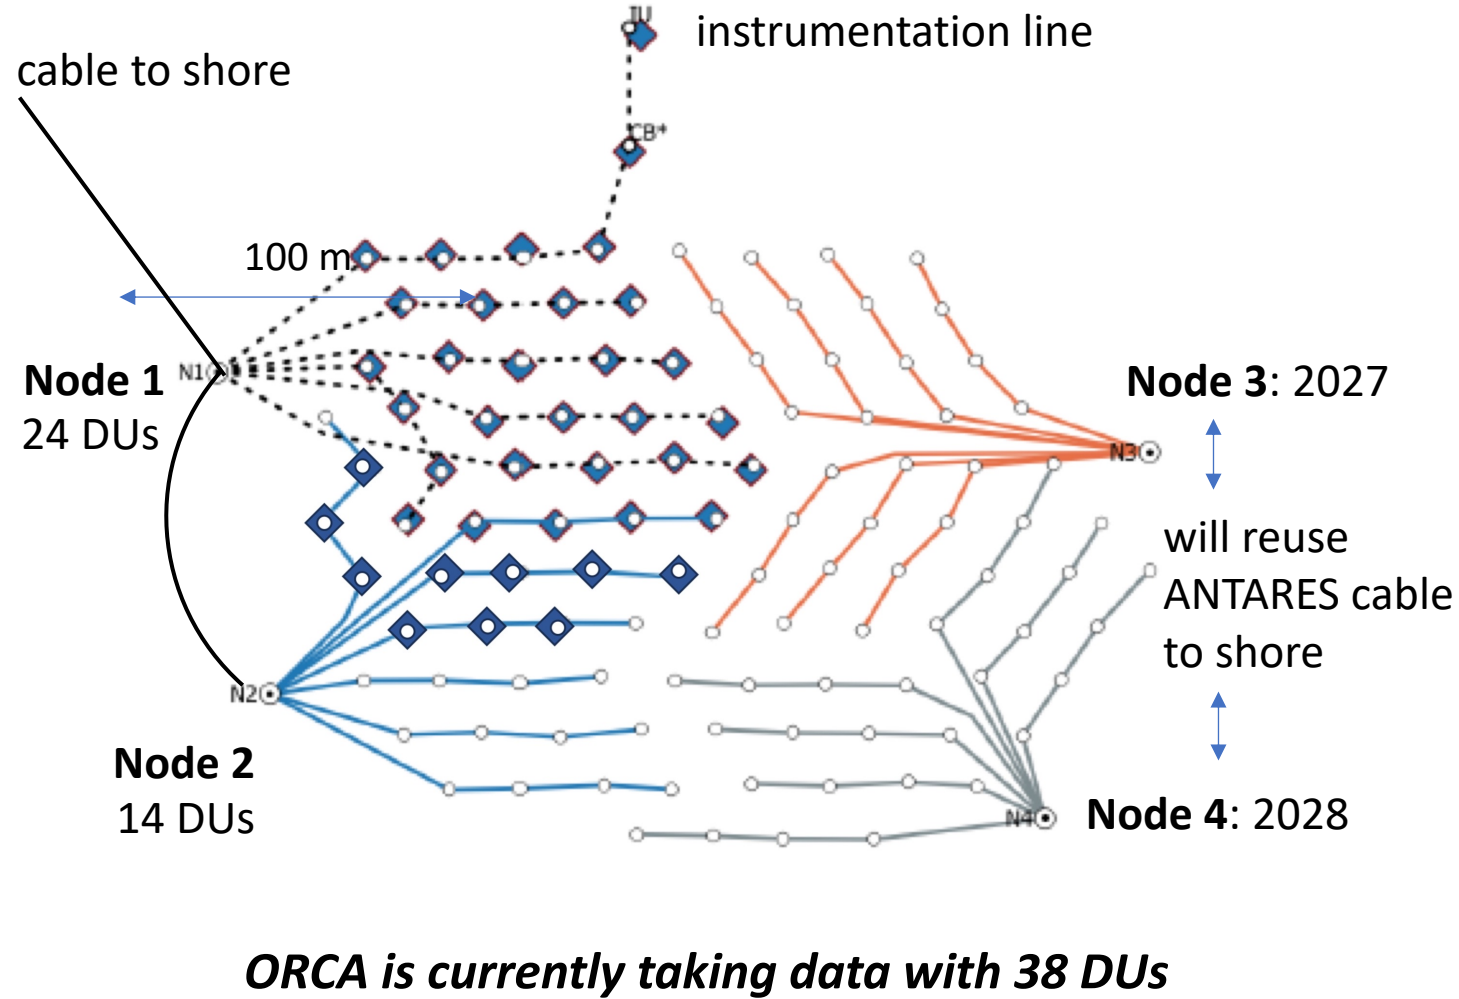 IU
instrumentation line
cable to shore
CB*
100 m
N1
Node 1
24 DUs
Node 3: 2027
N3
will reuse
ANTARES cable
to shore
N2
Node 2
14 DUs
N4
Node 4: 2028
ORCA is currently taking data with 38 DUs